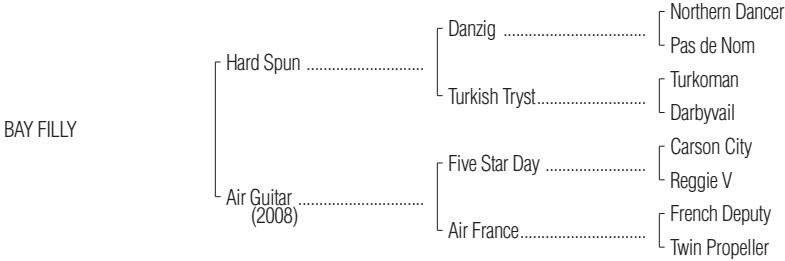 Northern Dancer
Danzig ................................
Pas de Nom
Hard Spun ..........................
Turkoman
Turkish Tryst........................
Darbyvail
BAY FILLY
Carson City
Five Star Day ......................
Reggie V
Air Guitar ............................
(2008)
French Deputy
Air France............................
Twin Propeller